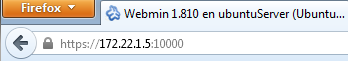 Firefox
Webmin 1.810 en ubuntuServer (Ubuntu...
https://172.22.1.5:10000